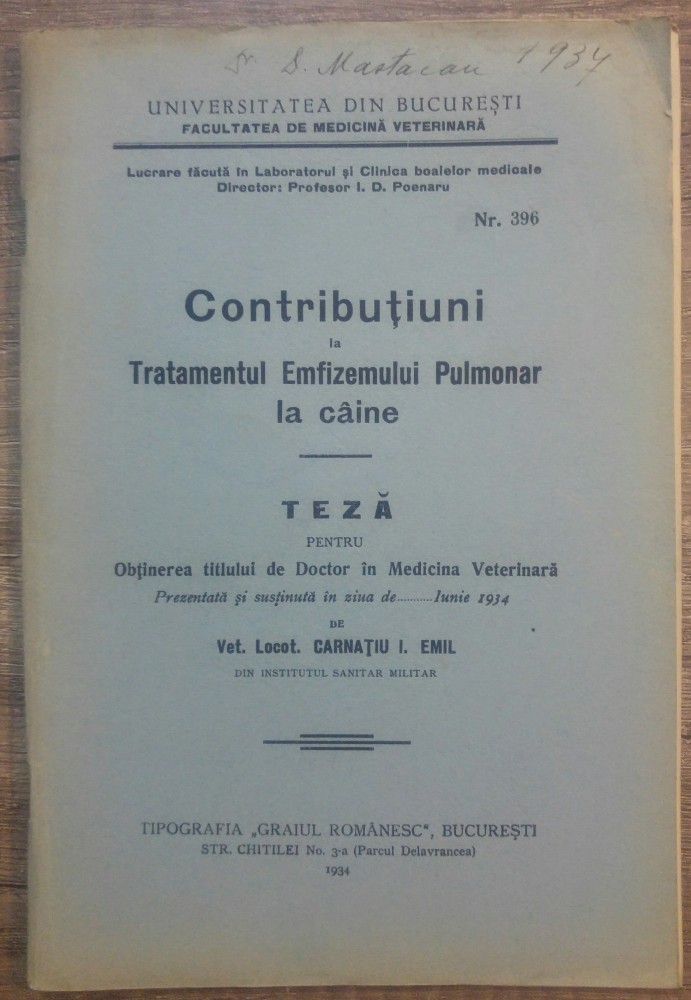 Dr D. Mastacan 1937
UNIVERSITATEA DIN BUCUREȘTI
FACULTATEA DE MEDICINĂ VETERINARĂ
Lucrare făcută în Laboratorul și Clinica boalelor medicale
Director: Profesor I. D. Poenaru
Nr. 396
Contribuțiuni
la
Tratamentul Emfizemului Pulmonar
la câine
TEZĂ
PENTRU
Obținerea titlului de Doctor în Medicina Veterinară
Prezentată și susținută în ziua de..........Iunie 1934
DE
Vet. Locot. CARNAȚIU I. EMIL
DIN INSTITUTUL SANITAR MILITAR
TIPOGRAFIA „GRAIUL ROMÂNESC“, BUCUREȘTI
STR. CHITILEI No. 3-a (Parcul Delavrancea)
1934